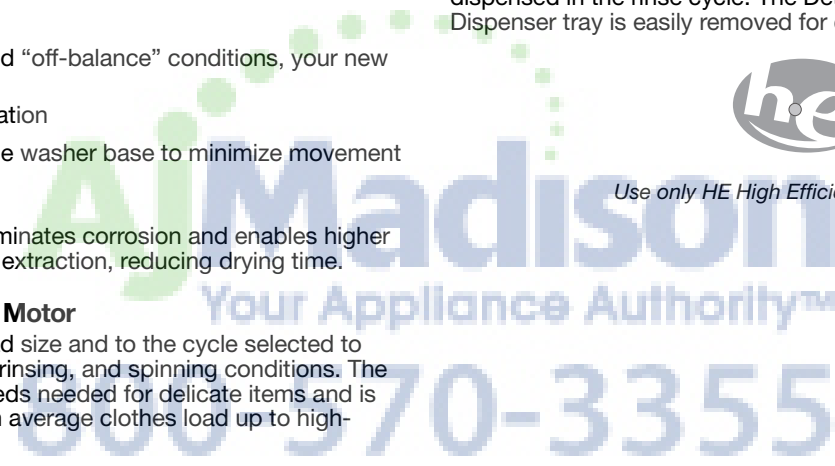 d “off-balance” conditions, your new
ation
e washer base to minimize movement
minates corrosion and enables higher
extraction, reducing drying time.
Motor
d size and to the cycle selected to
rinsing, and spinning conditions. The
eds needed for delicate items and is
average clothes load up to high-
dispensed in the rinse cycle. The De
Dispenser tray is easily removed for
he
Use only HE High Efficie
AjMadison
Your Appliance Authority™
800-570-3355